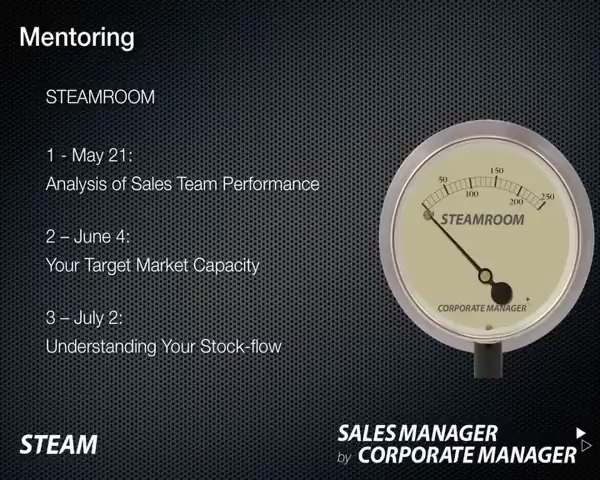 Mentoring
STEAMROOM
1 - May 21:
Analysis of Sales Team Performance
2 – June 4:
Your Target Market Capacity
3 – July 2:
Understanding Your Stock-flow
50
100
150
200
250
STEAMROOM
CORPORATE MANAGER
STEAM
SALES MANAGER
by CORPORATE MANAGER